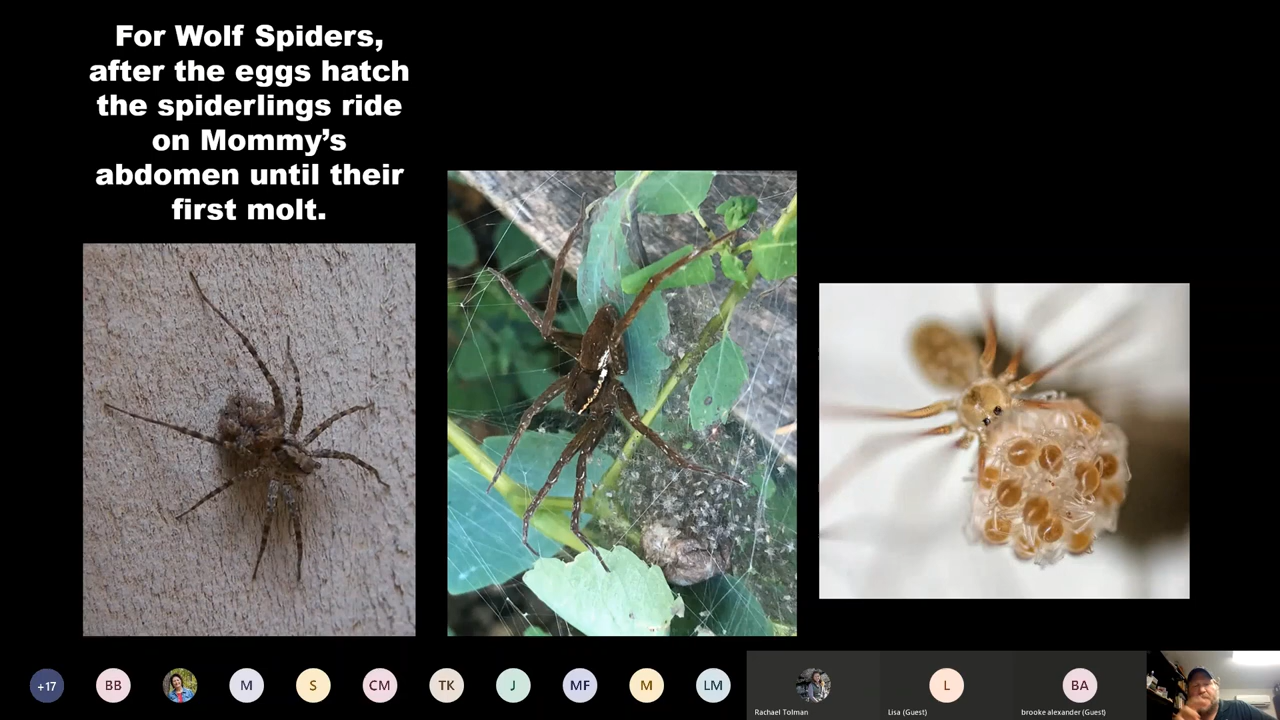 For Wolf Spiders,
after the eggs hatch
the spiderlings ride
on Mommy’s
abdomen until their
first molt.
+17
BB
M
S
CM
TK
J
MF
M
LM
L
BA
Rachael Tolman
Lisa (Guest)
brooke alexander (Guest)